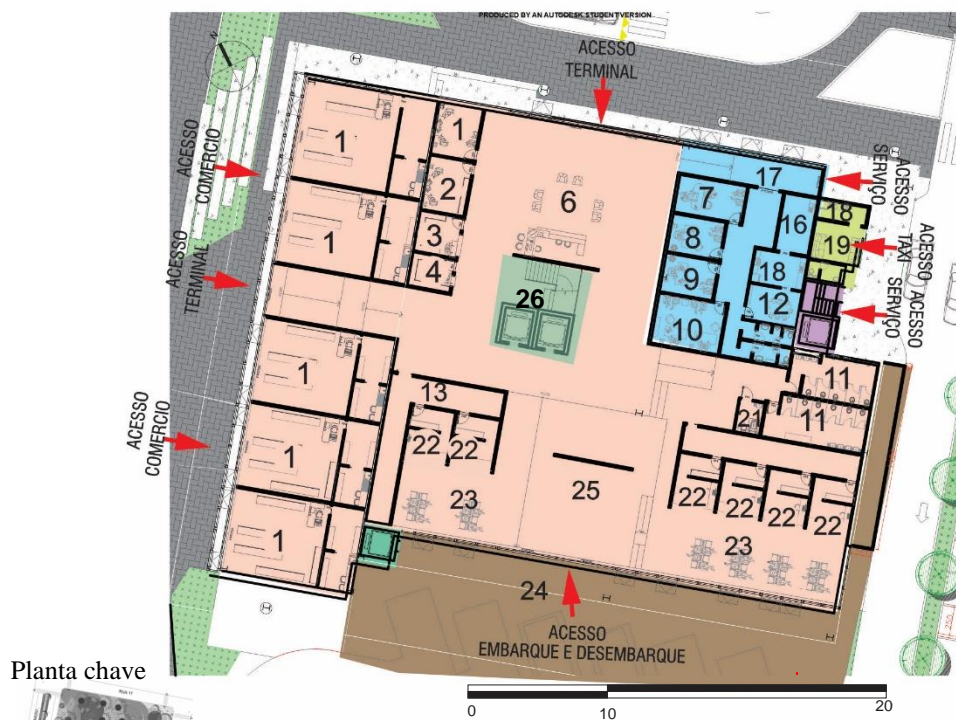 PRODUCED BY AN AUTODESK STUDENT VERSION
ACESSO
TERMINAL
N
ACESSO
COMERCIO
ACESSO
TERMINAL
ACESSO
COMERCIO
ACESSO
SERVIÇO
ACESSO
TAXI
ACESSO
SERVIÇO
1
1
2
3
4
6
7
8
9
10
17
16
18
12
18
19
1
26
1
13
1
22
22
23
1
25
11
11
21
22
22
22
22
23
24
ACESSO
EMBARQUE E DESEMBARQUE
250
Planta chave
0
10
20